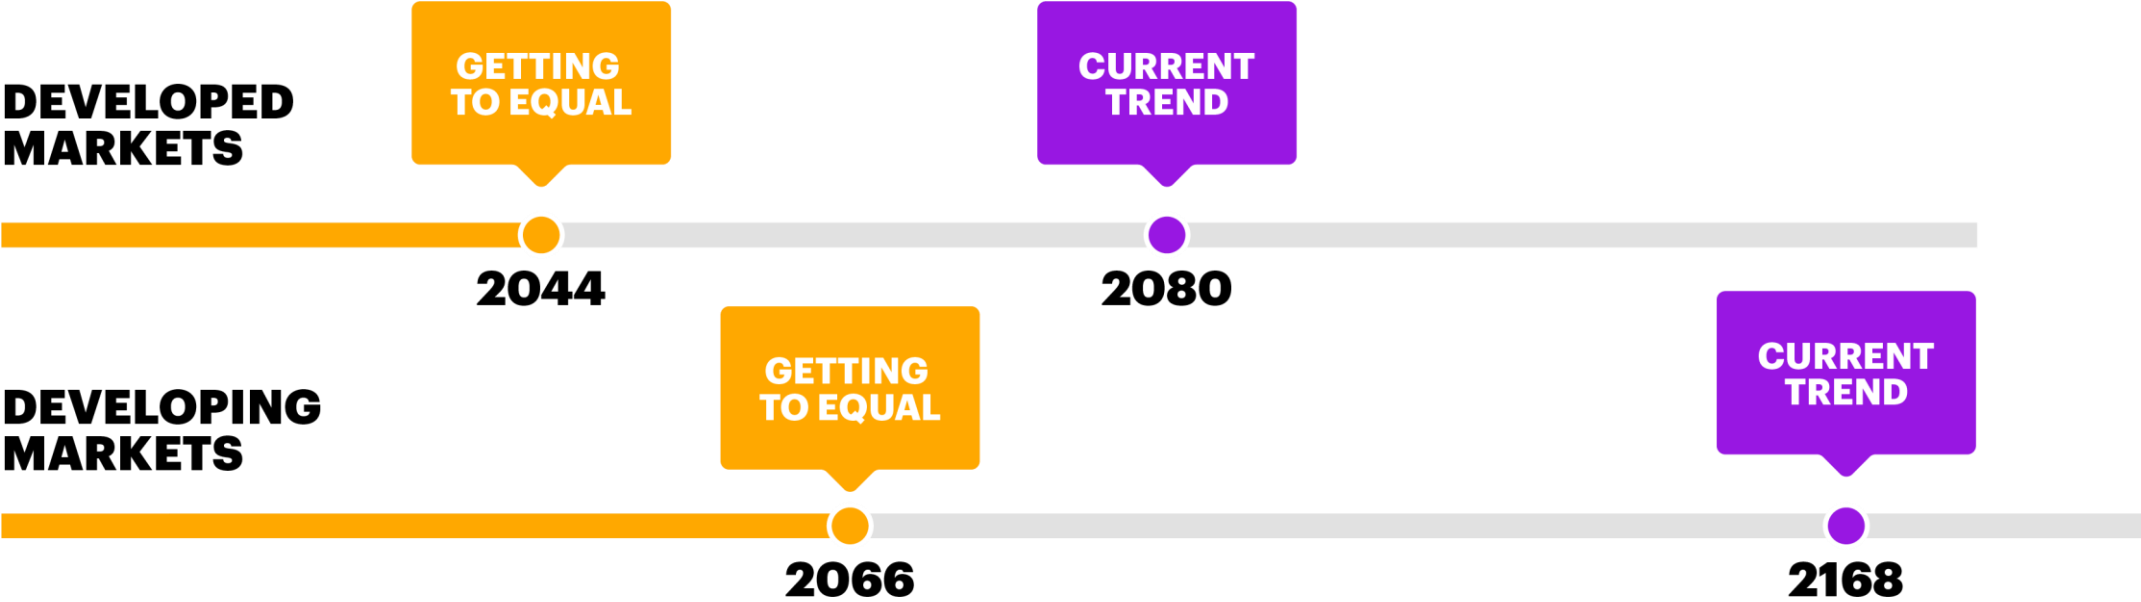 DEVELOPED
MARKETS
GETTING
TO EQUAL
CURRENT
TREND
2044
2080
DEVELOPING
MARKETS
GETTING
TO EQUAL
CURRENT
TREND
2066
2168